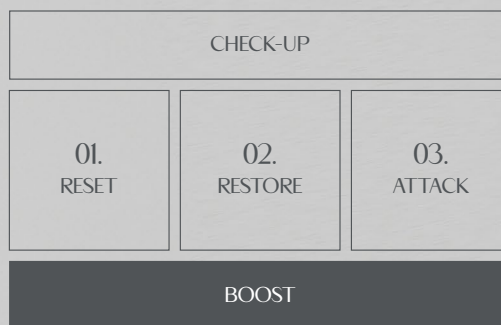 CHECK-UP
01.
RESET
02.
RESTORE
03.
ATTACK
BOOST